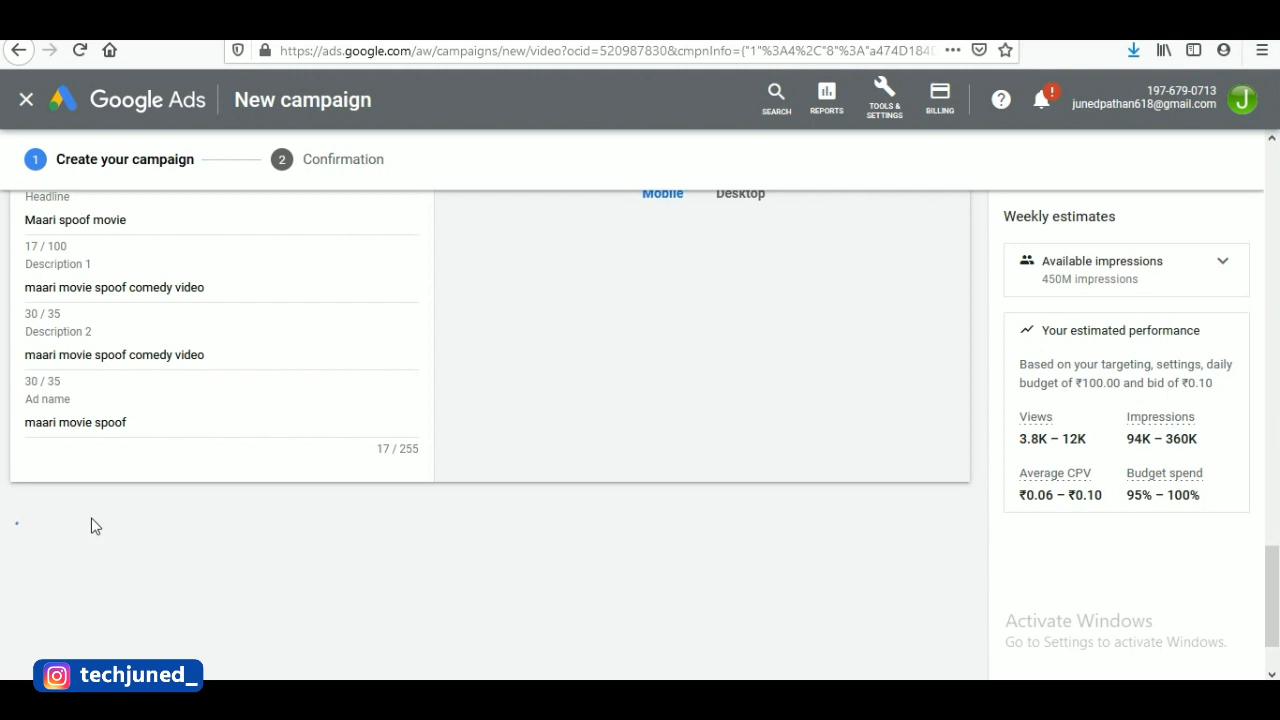 https://ads.google.com/aw/campaigns/new/video?ocid=520987830&cmpnInfo={"1"%3A4%2C"8"%3A"a474D184
Google Ads
New campaign
SEARCH
REPORTS
TOOLS &
SETTINGS
BILLING
197-679-0713
junedpathan618@gmail.com
J
1 Create your campaign
2 Confirmation
Headline
Maari spoof movie
17 / 100
Description 1
maari movie spoof comedy video
30 / 35
Description 2
maari movie spoof comedy video
30 / 35
Ad name
maari movie spoof
17 / 255
Mobile
Desktop
Weekly estimates
Available impressions
450M impressions
Your estimated performance
Based on your targeting, settings, daily
budget of ₹100.00 and bid of ₹0.10
Views
Impressions
3.8K – 12K
94K – 360K
Average CPV
Budget spend
₹0.06 – ₹0.10
95% – 100%
Activate Windows
Go to Settings to activate Windows.
techjuned_